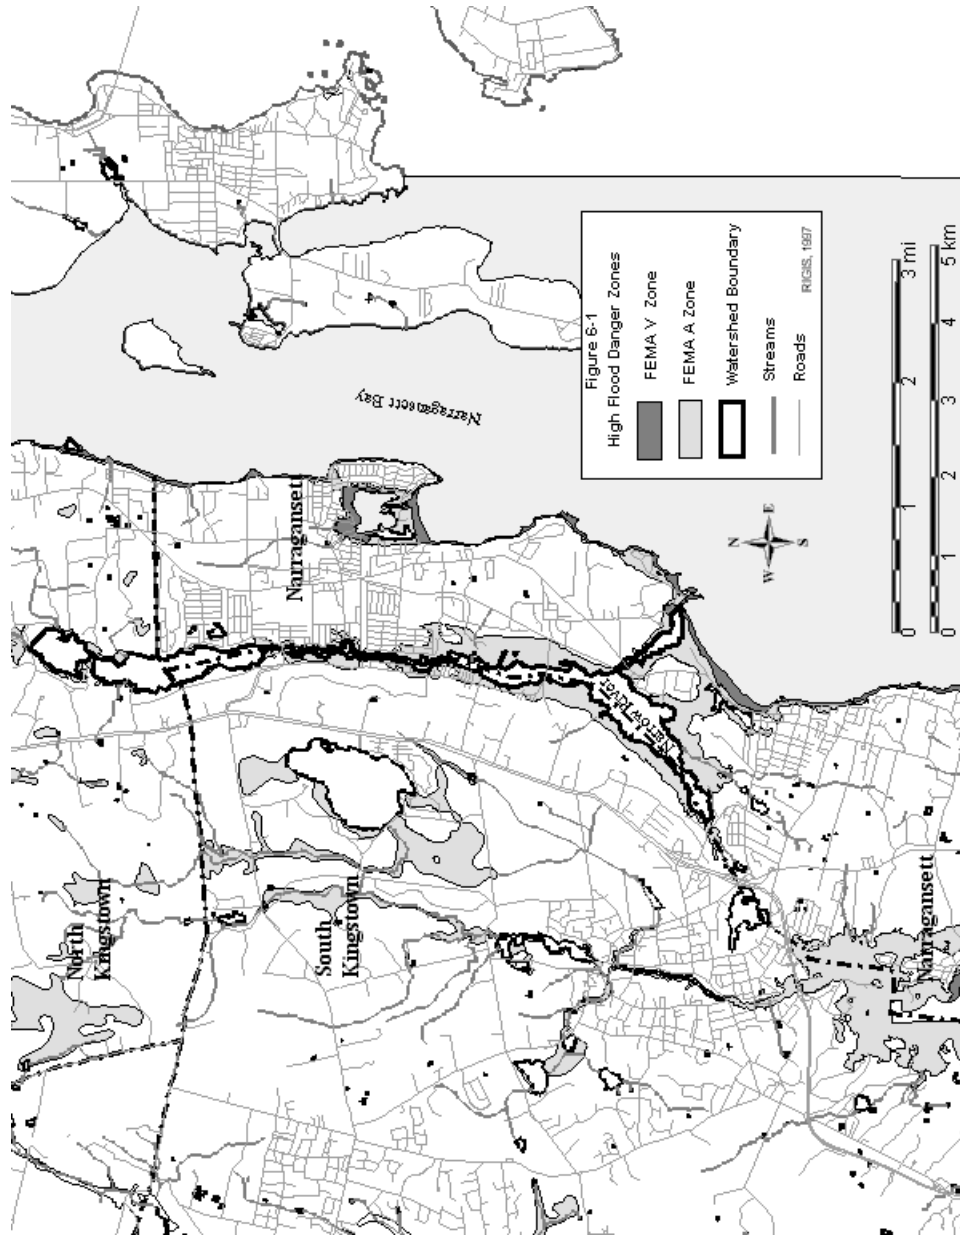 North
Kingstown
South
Kingstown
Narragansett
Narragansett Bay
Narrow River
Narragansett
Figure 6-1
High Flood Danger Zones
FEMA V Zone
FEMA A Zone
Watershed Boundary
Streams
Roads
RIGIS, 1997
N
W E
S
0 1 2 3 mi
0 1 2 3 4 5 km